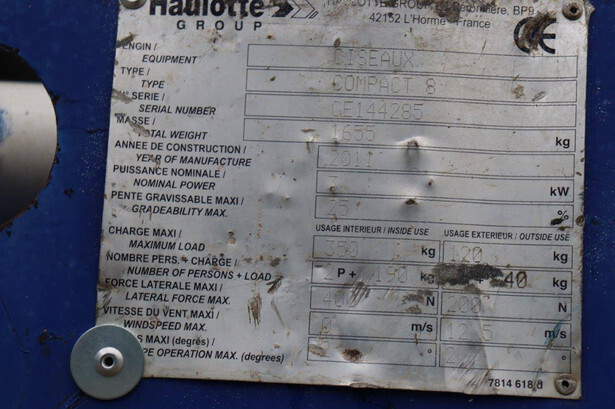 Haulotte
GROUP
42152 L'Horme - France
CE
ENGIN /
EQUIPMENT
CISEAUX
TYPE /
TYPE
COMPACT 8
SERIE /
SERIAL NUMBER
CE144285
MASSE /
TOTAL WEIGHT
1655 kg
ANNEE DE CONSTRUCTION /
YEAR OF MANUFACTURE
2011
PUISSANCE NOMINALE /
NOMINAL POWER
3 kW
PENTE GRAVISSABLE MAXI /
GRADEABILITY MAX.
25 %
USAGE INTERIEUR / INSIDE USE USAGE EXTERIEUR / OUTSIDE USE
CHARGE MAXI /
MAXIMUM LOAD
350 kg 120 kg
NOMBRE PERS. + CHARGE /
NUMBER OF PERSONS + LOAD
2 P + 190 kg 40
FORCE LATERALE MAXI /
LATERAL FORCE MAX.
400 N 200 N
VITESSE DU VENT MAXI /
WINDSPEED MAX.
0 m/s 12.5 m/s
MAXI (degrés) /
OPERATION MAX. (degrees)
° °
7814 618